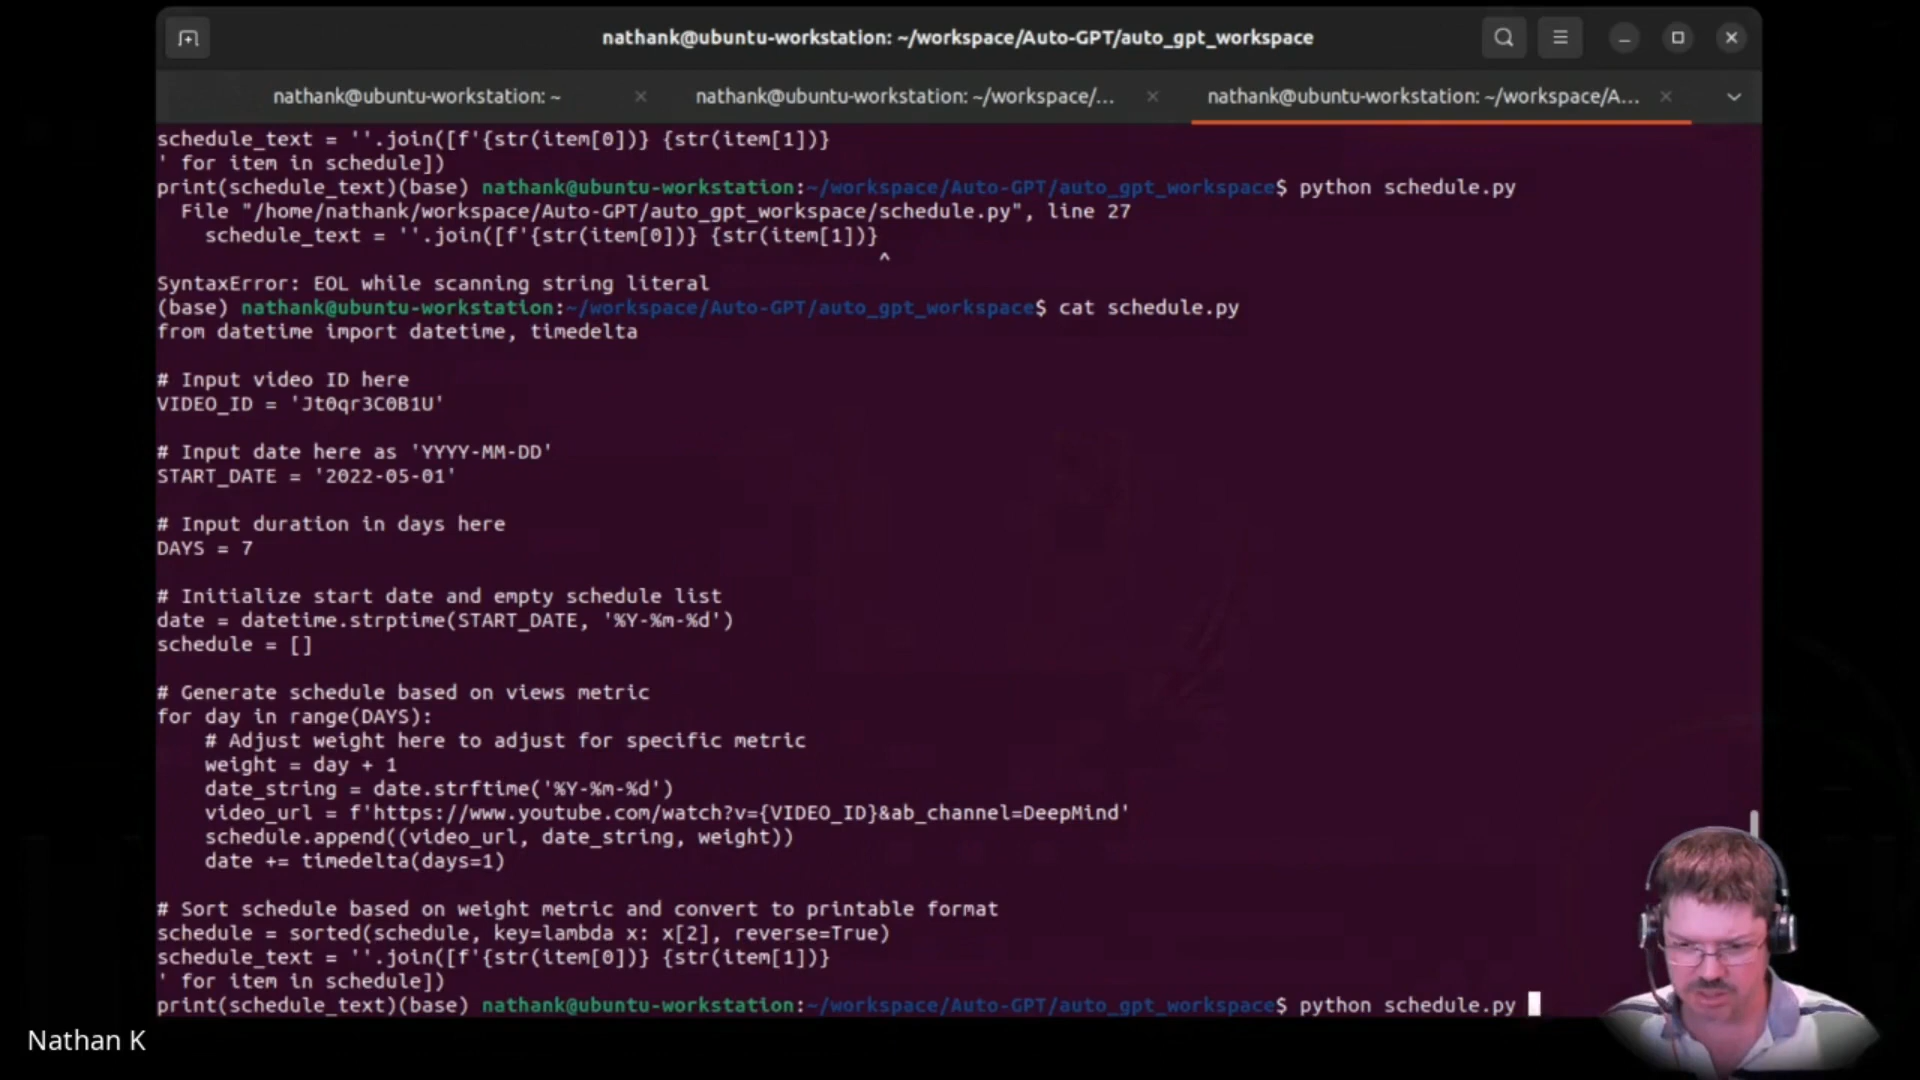 nathank@ubuntu-workstation: ~/workspace/Auto-GPT/auto_gpt_workspace
nathank@ubuntu-workstation: ~
nathank@ubuntu-workstation: ~/workspace/...
nathank@ubuntu-workstation: ~/workspace/A...
schedule_text = ''.join([f'{str(item[0])} {str(item[1])}
' for item in schedule])
print(schedule_text)(base) nathank@ubuntu-workstation:~/workspace/Auto-GPT/auto_gpt_workspace$ python schedule.py
  File "/home/nathank/workspace/Auto-GPT/auto_gpt_workspace/schedule.py", line 27
    schedule_text = ''.join([f'{str(item[0])} {str(item[1])}
                                                            ^
SyntaxError: EOL while scanning string literal
(base) nathank@ubuntu-workstation:~/workspace/Auto-GPT/auto_gpt_workspace$ cat schedule.py
from datetime import datetime, timedelta
# Input video ID here
VIDEO_ID = 'Jt0qr3C0B1U'
# Input date here as 'YYYY-MM-DD'
START_DATE = '2022-05-01'
# Input duration in days here
DAYS = 7
# Initialize start date and empty schedule list
date = datetime.strptime(START_DATE, '%Y-%m-%d')
schedule = []
# Generate schedule based on views metric
for day in range(DAYS):
    # Adjust weight here to adjust for specific metric
    weight = day + 1
    date_string = date.strftime('%Y-%m-%d')
    video_url = f'https://www.youtube.com/watch?v={VIDEO_ID}&ab_channel=DeepMind'
    schedule.append((video_url, date_string, weight))
    date += timedelta(days=1)
# Sort schedule based on weight metric and convert to printable format
schedule = sorted(schedule, key=lambda x: x[2], reverse=True)
schedule_text = ''.join([f'{str(item[0])} {str(item[1])}
' for item in schedule])
print(schedule_text)(base) nathank@ubuntu-workstation:~/workspace/Auto-GPT/auto_gpt_workspace$ python schedule.py
Nathan K